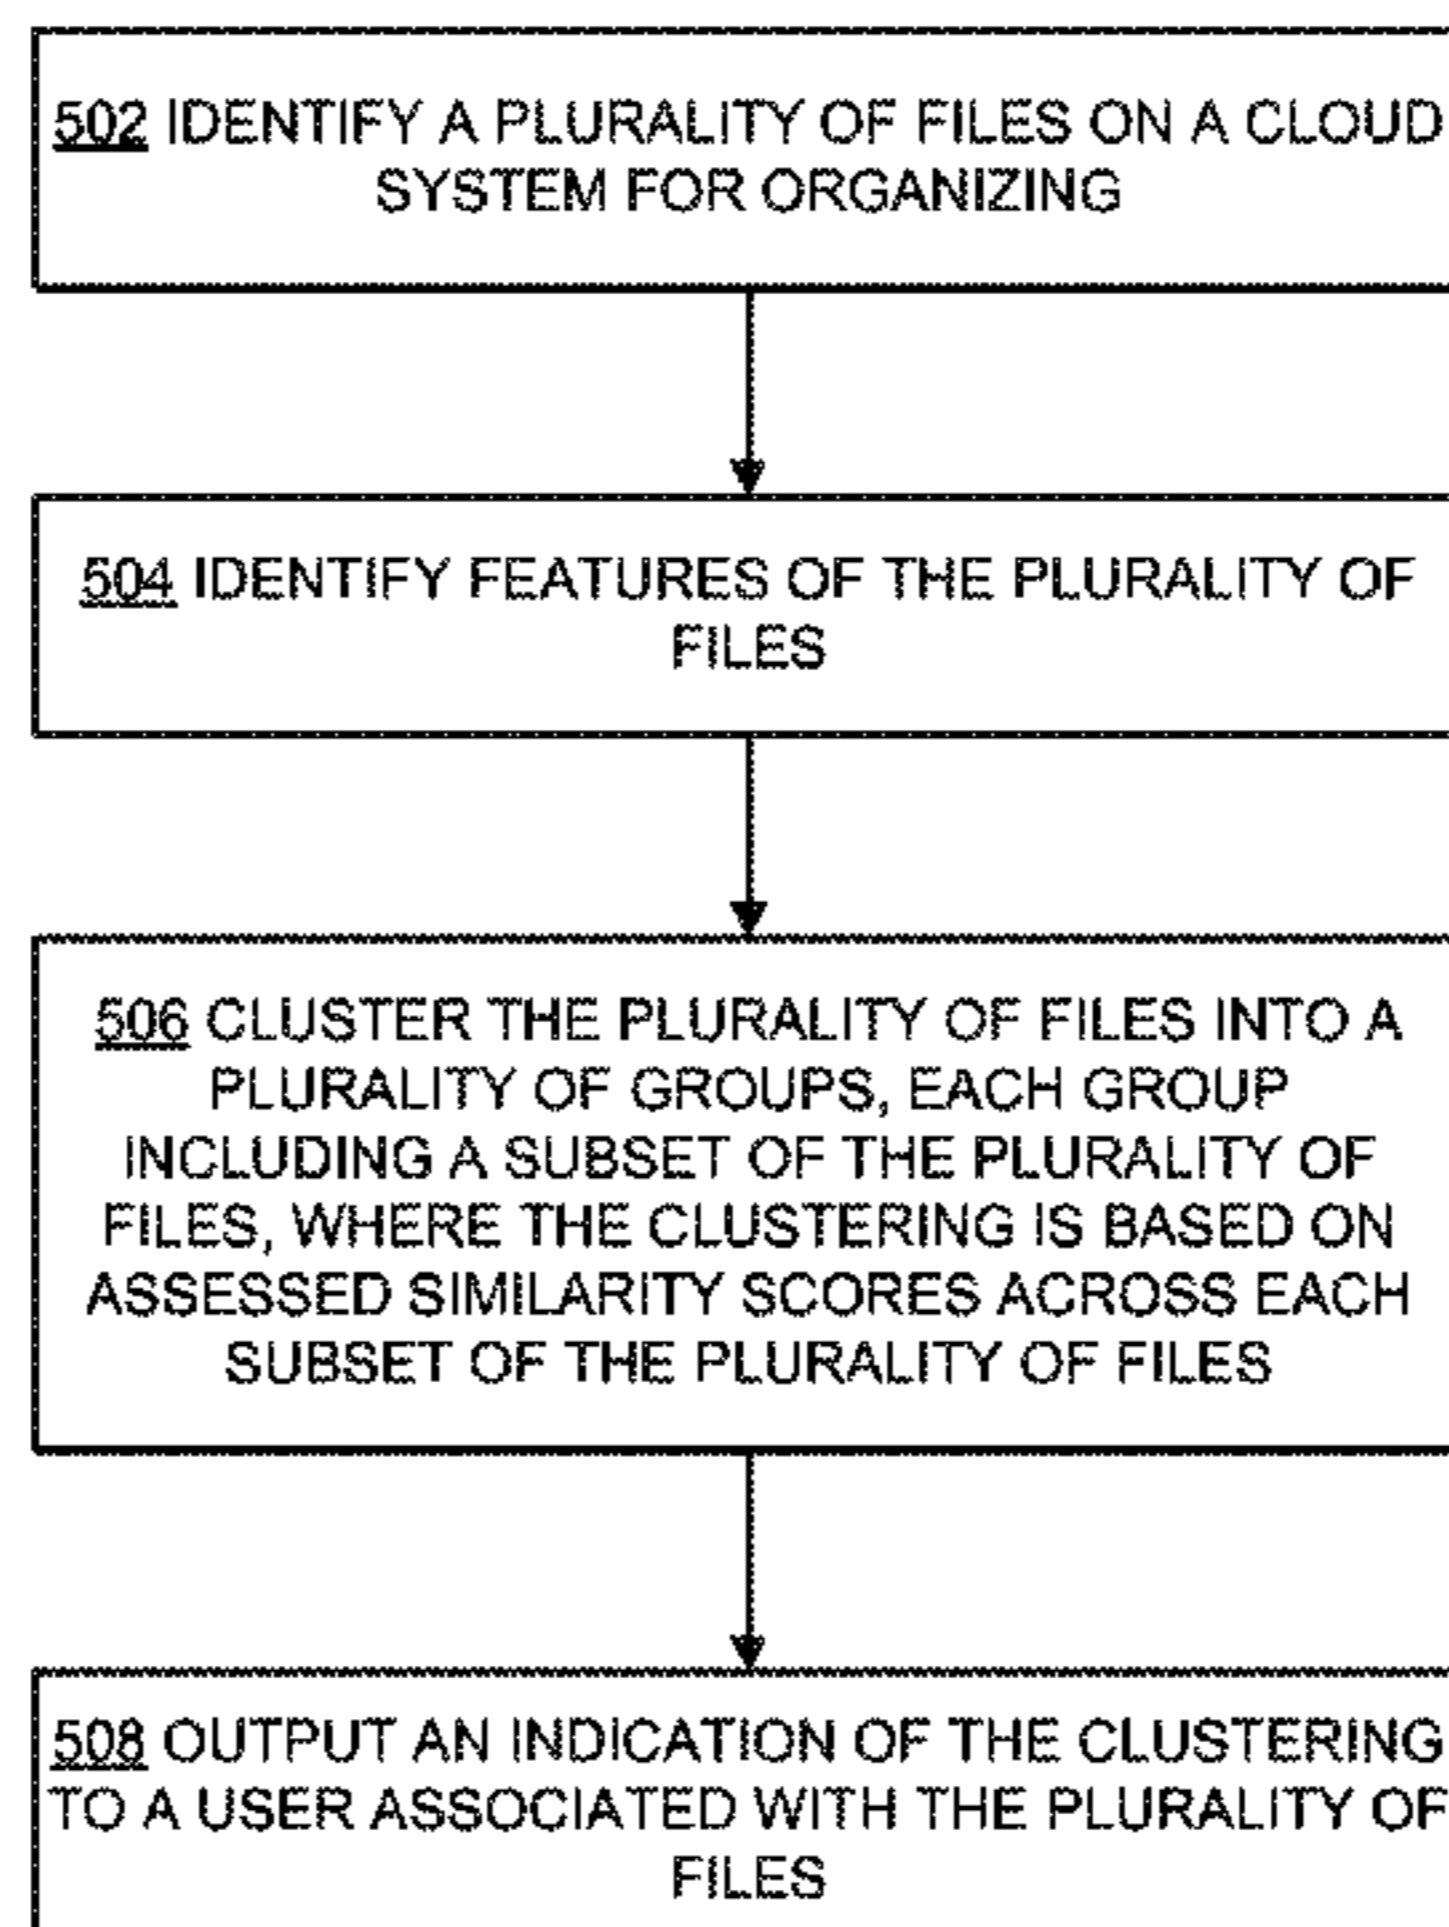 502 IDENTIFY A PLURALITY OF FILES ON A CLOUD
SYSTEM FOR ORGANIZING
504 IDENTIFY FEATURES OF THE PLURALITY OF
FILES
506 CLUSTER THE PLURALITY OF FILES INTO A
PLURALITY OF GROUPS, EACH GROUP
INCLUDING A SUBSET OF THE PLURALITY OF
FILES, WHERE THE CLUSTERING IS BASED ON
ASSESSED SIMILARITY SCORES ACROSS EACH
SUBSET OF THE PLURALITY OF FILES
508 OUTPUT AN INDICATION OF THE CLUSTERING
TO A USER ASSOCIATED WITH THE PLURALITY OF
FILES